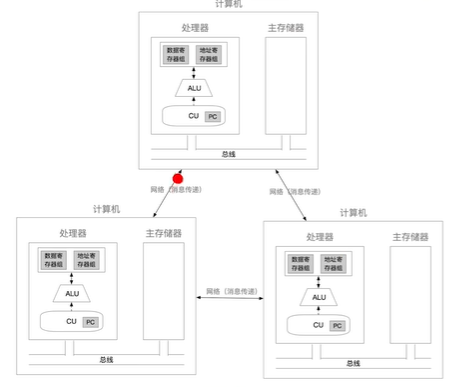 计算机
处理器
主存储器
数据寄
存器组
地址寄
存器组
ALU
CU
PC
总线
网络（消息传递）
网络（消息传递）
计算机
处理器
主存储器
数据寄
存器组
地址寄
存器组
ALU
CU
PC
总线
网络（消息传递）
计算机
处理器
主存储器
数据寄
存器组
地址寄
存器组
ALU
CU
PC
总线